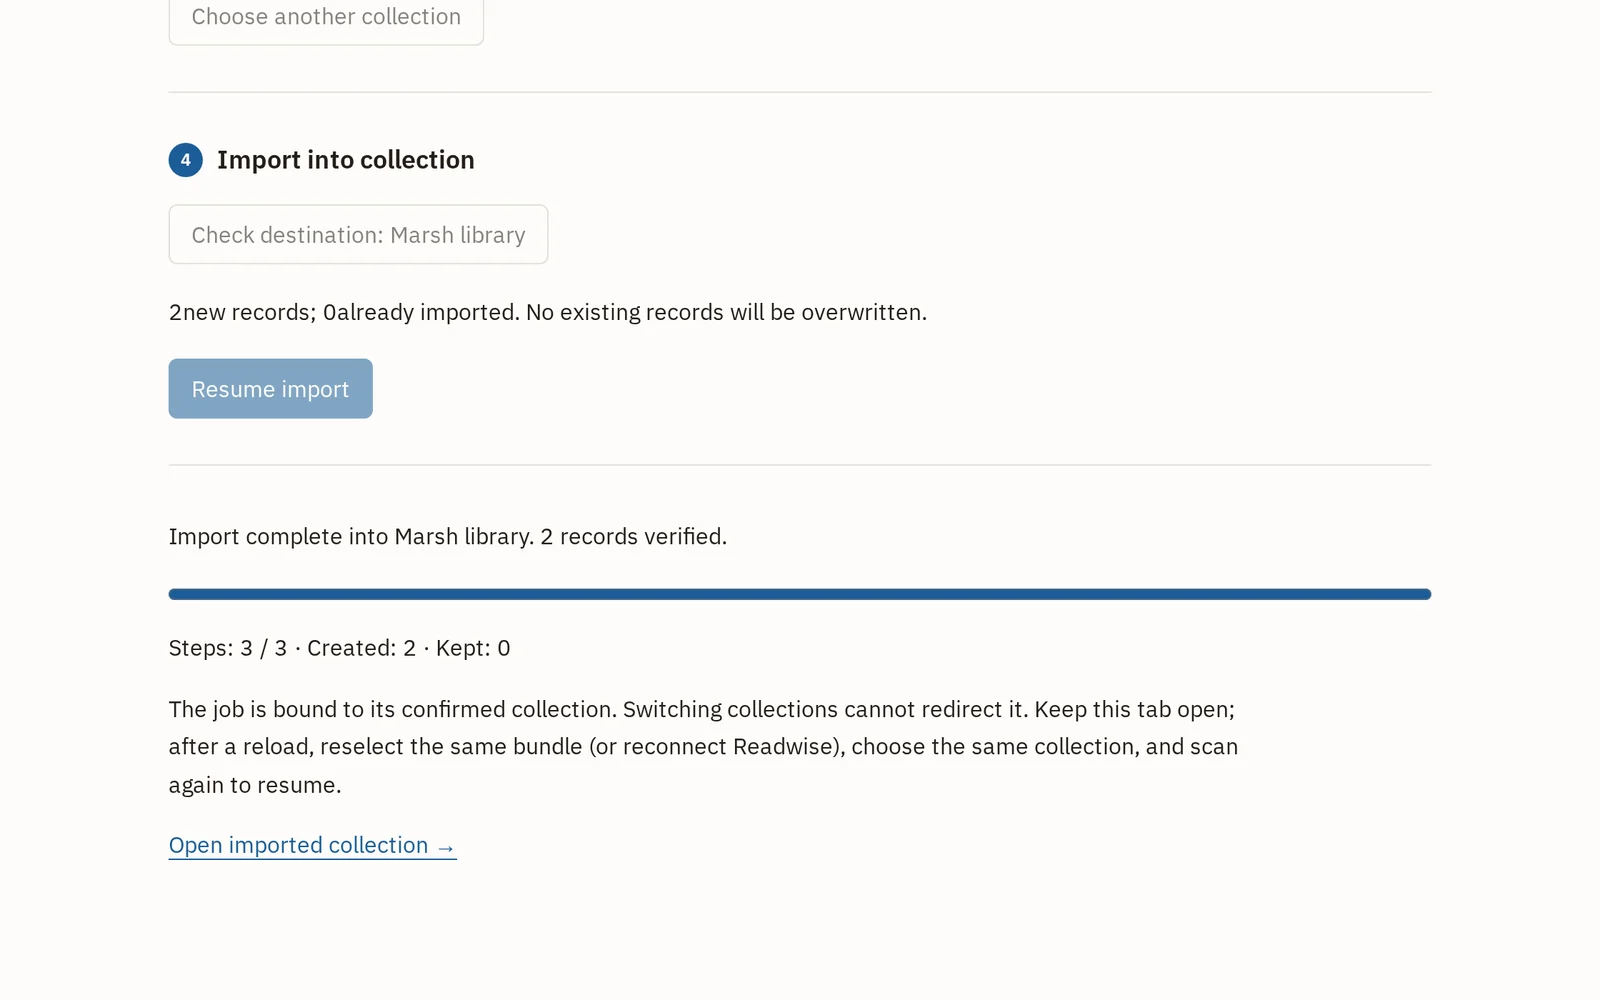 Choose another collection
4 Import into collection
Check destination: Marsh library
2new records; 0already imported. No existing records will be overwritten.
Resume import
Import complete into Marsh library. 2 records verified.
Steps: 3 / 3 · Created: 2 · Kept: 0
The job is bound to its confirmed collection. Switching collections cannot redirect it. Keep this tab open;
after a reload, reselect the same bundle (or reconnect Readwise), choose the same collection, and scan
again to resume.
Open imported collection →